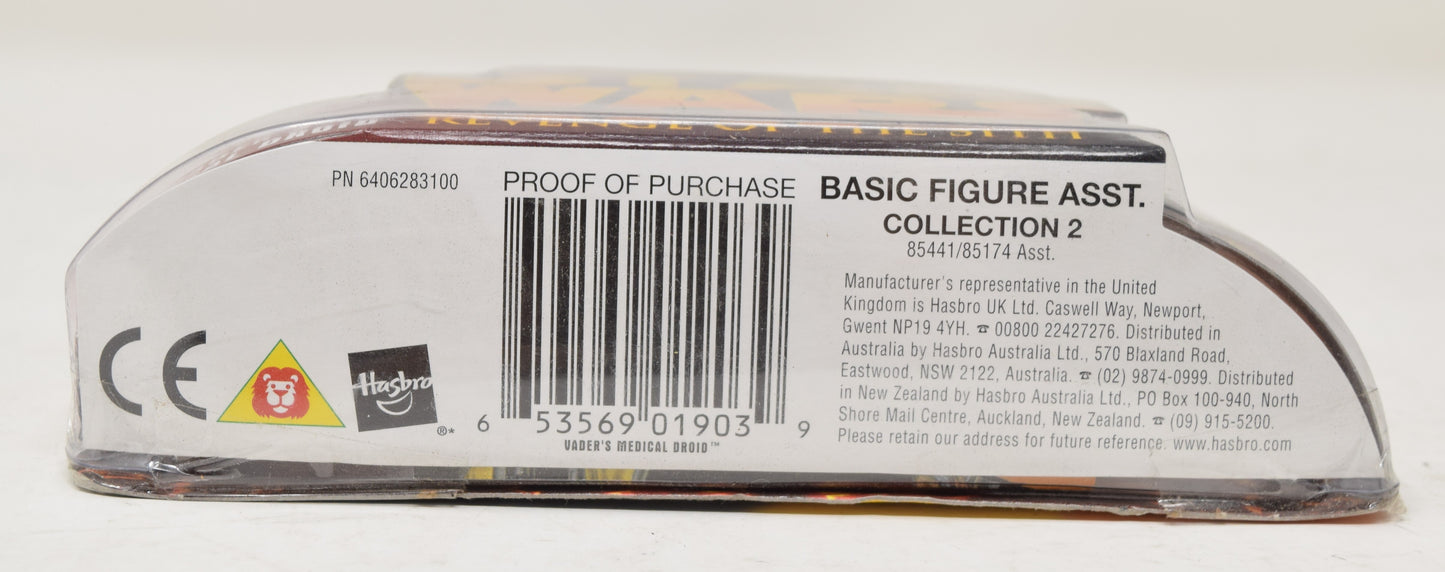 WARS
REVENGE OF THE SITH
DROID
PN 6406283100
PROOF OF PURCHASE
6 53569 01903 9
VADER'S MEDICAL DROID™
CE
Hasbro
®*
BASIC FIGURE ASST.
COLLECTION 2
85441/85174 Asst.
Manufacturer's representative in the United
Kingdom is Hasbro UK Ltd. Caswell Way, Newport,
Gwent NP19 4YH. ☎ 00800 22427276. Distributed in
Australia by Hasbro Australia Ltd., 570 Blaxland Road,
Eastwood, NSW 2122, Australia. ☎ (02) 9874-0999. Distributed
in New Zealand by Hasbro Australia Ltd., PO Box 100-940, North
Shore Mail Centre, Auckland, New Zealand. ☎ (09) 915-5200.
Please retain our address for future reference. www.hasbro.com